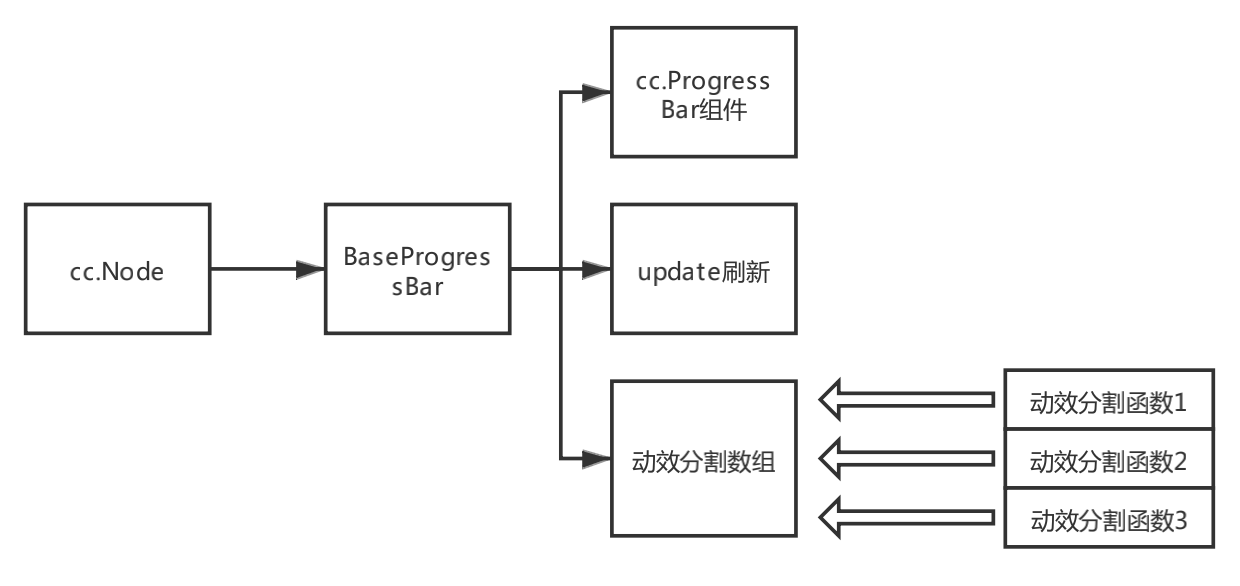 cc.Progress
Bar组件
cc.Node
BaseProgres
sBar
update刷新
动效分割数组
动效分割函数1
动效分割函数2
动效分割函数3